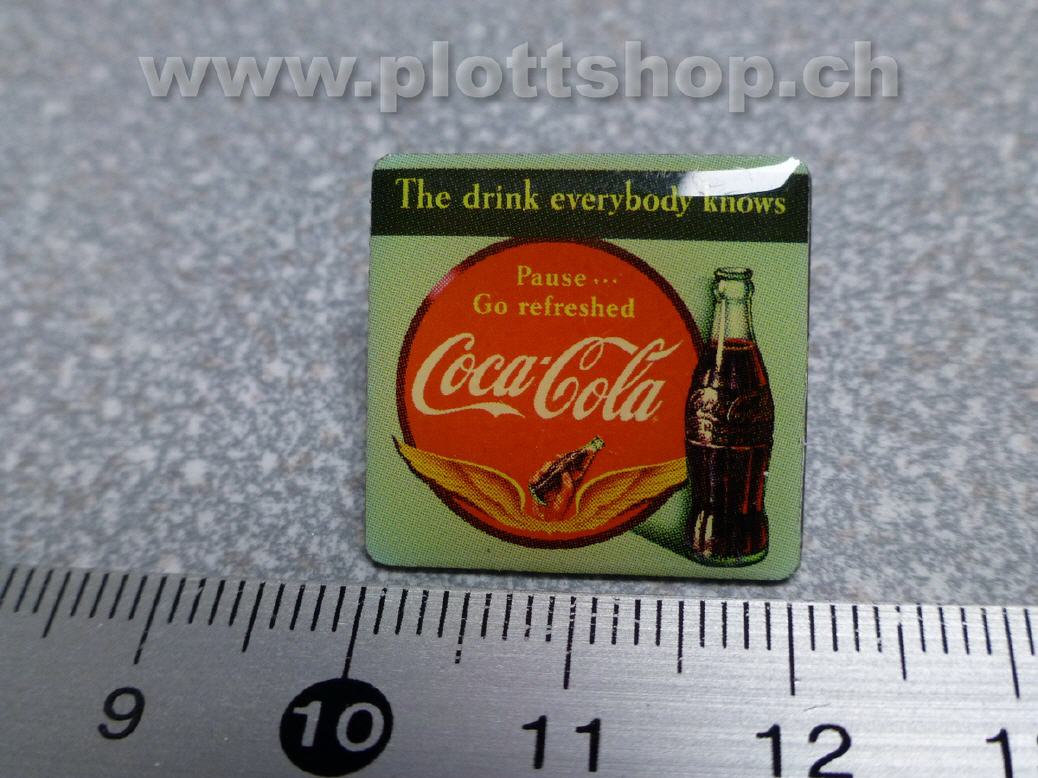 www.plottshop.ch
The drink everybody knows
Pause...
Go refreshed
Coca-Cola
9
10
11
12